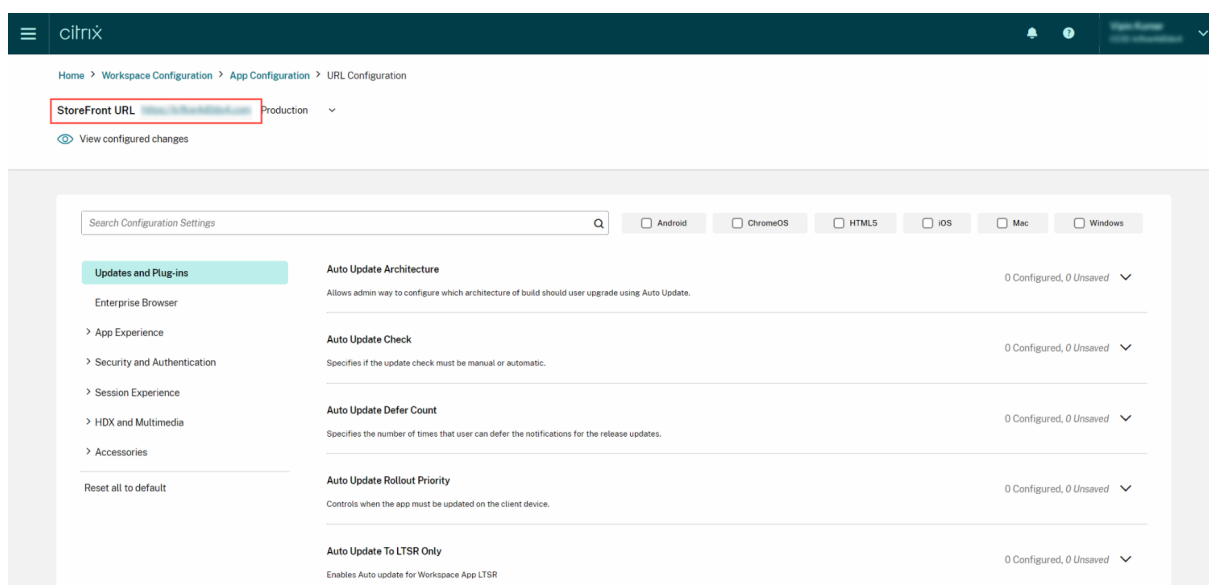 citrix
Home > Workspace Configuration > App Configuration > URL Configuration
StoreFront URL Production
View configured changes
Search Configuration Settings
Android ChromeOS HTML5 iOS Mac Windows
Updates and Plug-ins
Enterprise Browser
App Experience
Security and Authentication
Session Experience
HDX and Multimedia
Accessories
Reset all to default
Auto Update Architecture
0 Configured, 0 Unsaved
Allows admin way to configure which architecture of build should user upgrade using Auto Update.
Auto Update Check
0 Configured, 0 Unsaved
Specifies if the update check must be manual or automatic.
Auto Update Defer Count
0 Configured, 0 Unsaved
Specifies the number of times that user can defer the notifications for the release updates.
Auto Update Rollout Priority
0 Configured, 0 Unsaved
Controls when the app must be updated on the client device.
Auto Update To LTSR Only
0 Configured, 0 Unsaved
Enables Auto update for Workspace App LTSR